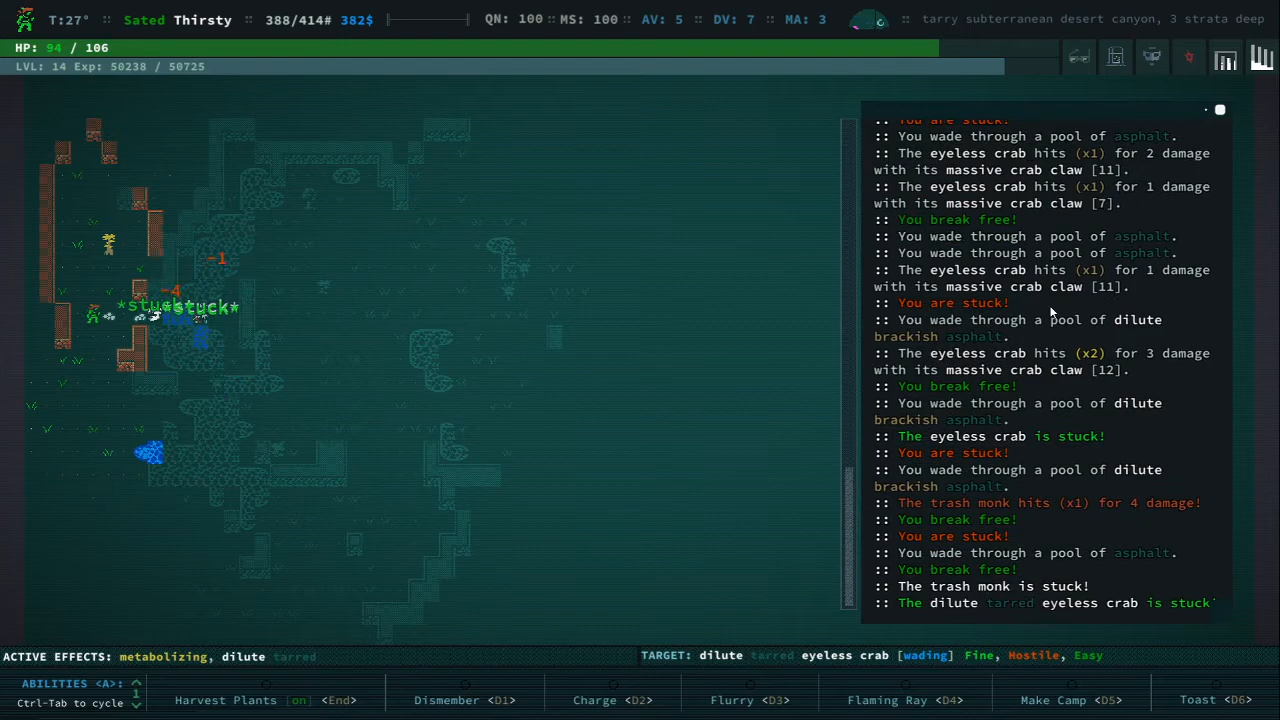 T:27° :: Sated Thirsty :: 388/414# 382$ QN: 100 :: MS: 100 :: AV: 5 :: DV: 7 :: MA: 3 :: tarry subterranean desert canyon, 3 strata deep
HP: 94 / 106
LVL: 14 Exp: 50238 / 50725
:: You are stuck!
:: You wade through a pool of asphalt.
:: The eyeless crab hits (x1) for 2 damage
with its massive crab claw [11].
:: The eyeless crab hits (x1) for 1 damage
with its massive crab claw [7].
:: You break free!
:: You wade through a pool of asphalt.
:: You wade through a pool of asphalt.
:: The eyeless crab hits (x1) for 1 damage
with its massive crab claw [11].
:: You are stuck!
:: You wade through a pool of dilute
brackish asphalt.
:: The eyeless crab hits (x2) for 3 damage
with its massive crab claw [12].
:: You break free!
:: You wade through a pool of dilute
brackish asphalt.
:: The eyeless crab is stuck!
:: You are stuck!
:: You wade through a pool of dilute
brackish asphalt.
:: The trash monk hits (x1) for 4 damage!
:: You break free!
:: You are stuck!
:: You wade through a pool of asphalt.
:: You break free!
:: The trash monk is stuck!
:: The dilute tarred eyeless crab is stuck
-1
-4
*stuck*stuck*
ACTIVE EFFECTS: metabolizing, dilute tarred
TARGET: dilute tarred eyeless crab [wading] Fine, Hostile, Easy
ABILITIES <A>:
Ctrl-Tab to cycle
1
Harvest Plants [on] <End>
Dismember <D1>
Charge <D2>
Flurry <D3>
Flaming Ray <D4>
Make Camp <D5>
Toast <D6>